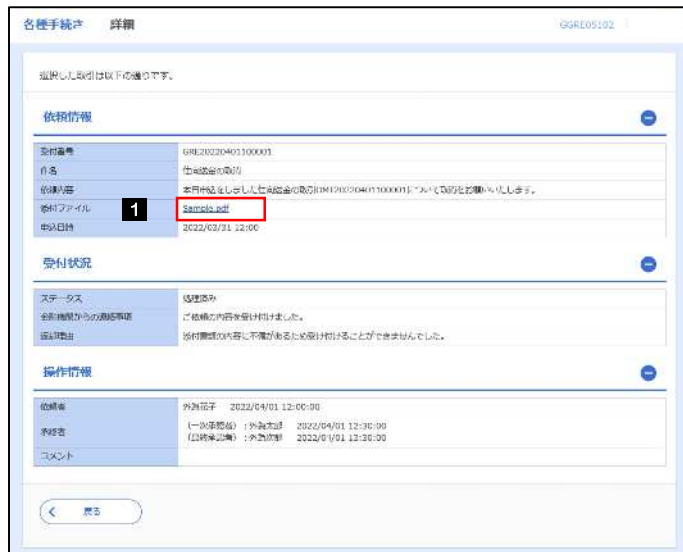 各種手続き 詳細 GGRE05102
選択した取引は以下の通りです。
依頼情報
受付番号 GRE20220401100001
件名 仕向送金の取消
依頼内容 本日申込をしました仕向送金の取引(OMT20220401100001)について取消をお願いいたします。
添付ファイル 1 Sample.pdf
申込日時 2022/03/31 12:00
受付状況
ステータス 処理済み
金融機関からの連絡事項 ご依頼の内容を受け付けました。
返却理由 添付書類の内容に不備があるため受け付けることができませんでした。
操作情報
依頼者 外為花子 2022/04/01 12:00:00
承認者 (一次承認者) : 外為太郎 2022/04/01 12:30:00
(最終承認者) : 外為次郎 2022/04/01 13:30:00
コメント
戻る